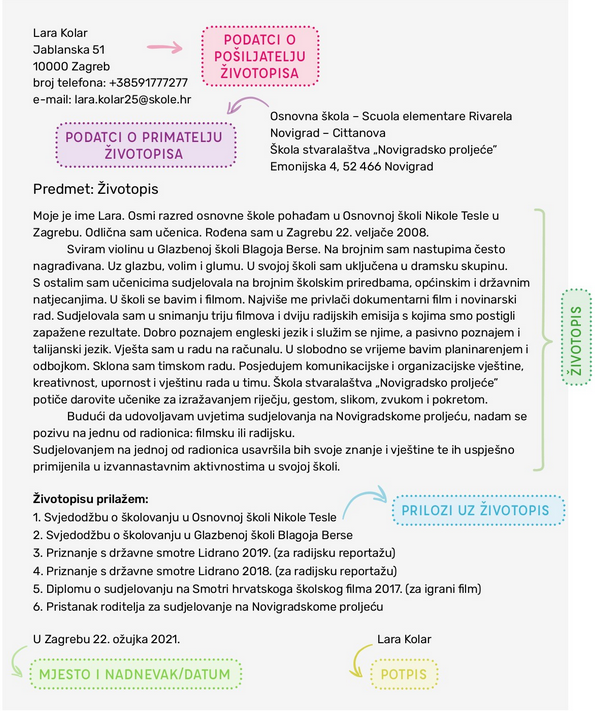 Lara Kolar
Jablanska 51
10000 Zagreb
broj telefona: +38591777277
e-mail: lara.kolar25@skole.hr
PODATCI O
POŠILJATELJU
ŽIVOTOPISA
PODATCI O PRIMATELJU
ŽIVOTOPISA
Osnovna škola – Scuola elementare Rivarela
Novigrad – Cittanova
Škola stvaralaštva „Novigradsko proljeće”
Emonijska 4, 52 466 Novigrad
Predmet: Životopis
Moje je ime Lara. Osmi razred osnovne škole pohađam u Osnovnoj školi Nikole Tesle u
Zagrebu. Odlična sam učenica. Rođena sam u Zagrebu 22. veljače 2008.
Sviram violinu u Glazbenoj školi Blagoja Berse. Na brojnim sam nastupima često
nagrađivana. Uz glazbu, volim i glumu. U svojoj školi sam uključena u dramsku skupinu.
S ostalim sam učenicima sudjelovala na brojnim školskim priredbama, općinskim i državnim
natjecanjima. U školi se bavim i filmom. Najviše me privlači dokumentarni film i novinarski
rad. Sudjelovala sam u snimanju triju filmova i dviju radijskih emisija s kojima smo postigli
zapažene rezultate. Dobro poznajem engleski jezik i služim se njime, a pasivno poznajem i
talijanski jezik. Vješta sam u radu na računalu. U slobodno se vrijeme bavim planinarenjem i
odbojkom. Sklona sam timskom radu. Posjedujem komunikacijske i organizacijske vještine,
kreativnost, upornost i vještinu rada u timu. Škola stvaralaštva „Novigradsko proljeće”
potiče darovite učenike za izražavanjem riječju, gestom, slikom, zvukom i pokretom.
Budući da udovoljavam uvjetima sudjelovanja na Novigradskome proljeću, nadam se
pozivu na jednu od radionica: filmsku ili radijsku.
Sudjelovanjem na jednoj od radionica usavršila bih svoje znanje i vještine te ih uspješno
primijenila u izvannastavnim aktivnostima u svojoj školi.
ŽIVOTOPIS
Životopisu prilažem:
1. Svjedodžbu o školovanju u Osnovnoj školi Nikole Tesle
2. Svjedodžbu o školovanju u Glazbenoj školi Blagoja Berse
3. Priznanje s državne smotre Lidrano 2019. (za radijsku reportažu)
4. Priznanje s državne smotre Lidrano 2018. (za radijsku reportažu)
5. Diplomu o sudjelovanju na Smotri hrvatskoga školskog filma 2017. (za igrani film)
6. Pristanak roditelja za sudjelovanje na Novigradskome proljeću
PRILOZI UZ ŽIVOTOPIS
U Zagrebu 22. ožujka 2021.
Lara Kolar
MJESTO I NADNEVAK/DATUM
POTPIS